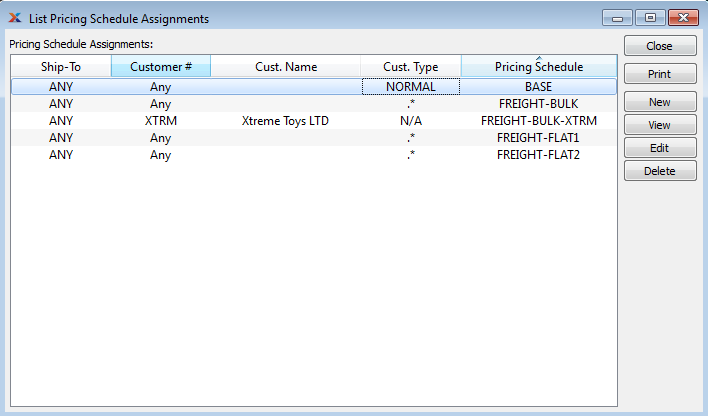 List Pricing Schedule Assignments
Pricing Schedule Assignments:
Ship-To Customer # Cust. Name Cust. Type Pricing Schedule
ANY Any NORMAL BASE
ANY Any .* FREIGHT-BULK
ANY XTRM Xtreme Toys LTD N/A FREIGHT-BULK-XTRM
ANY Any .* FREIGHT-FLAT1
ANY Any .* FREIGHT-FLAT2
Close
Print
New
View
Edit
Delete